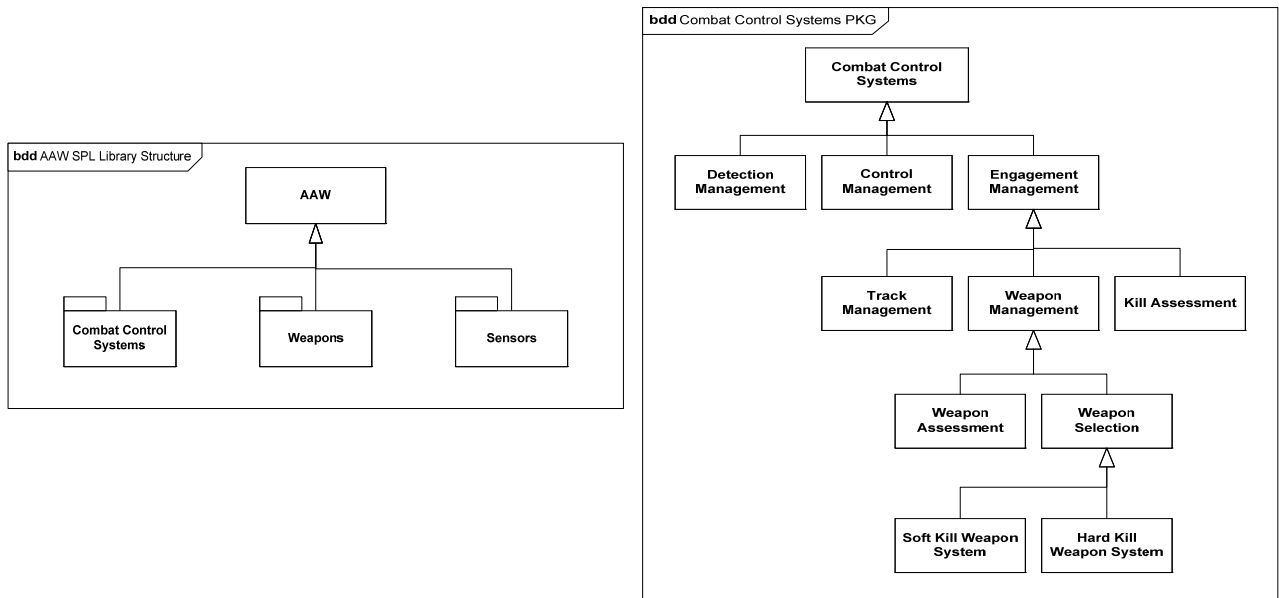 bdd AAW SPL Library Structure
AAW
Combat Control
Systems
Weapons
Sensors
bdd Combat Control Systems PKG
Combat Control
Systems
Detection
Management
Control
Management
Engagement
Management
Track
Management
Weapon
Management
Kill Assessment
Weapon
Assessment
Weapon
Selection
Soft Kill Weapon
System
Hard Kill
Weapon System